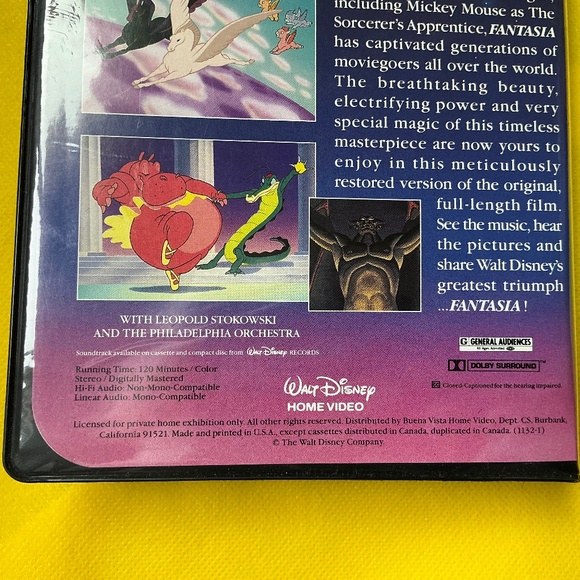 including Mickey Mouse as The
Sorcerer's Apprentice, FANTASIA
has captivated generations of
moviegoers all over the world.
The breathtaking beauty,
electrifying power and very
special magic of this timeless
masterpiece are now yours to
enjoy in this meticulously
restored version of the original,
full-length film.
See the music, hear
the pictures and
share Walt Disney's
greatest triumph
...FANTASIA!
WITH LEOPOLD STOKOWSKI
AND THE PHILADELPHIA ORCHESTRA
Soundtrack available on cassette and compact disc from Walt Disney RECORDS
Running Time: 120 Minutes / Color
Stereo / Digitally Mastered
Hi-Fi Audio: Non-Mono-Compatible
Linear Audio: Mono-Compatible
WALT DISNEY
HOME VIDEO
G GENERAL AUDIENCES
All Ages Admitted
DOLBY SURROUND
Closed-Captioned for the hearing impaired.
Licensed for private home exhibition only. All other rights reserved. Distributed by Buena Vista Home Video, Dept. CS, Burbank,
California 91521. Made and printed in U.S.A., except cassettes distributed in Canada, duplicated in Canada. (1132-1)
© The Walt Disney Company.